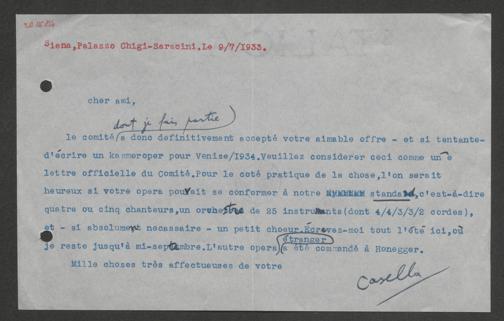 Siena,Palazzo Chigi-Saracini.Le 9/7/1933.
cher ami,
dont je fais partie
le comité a donc definitivement accepté votre aimable offre - et si tentante-
d'écrire un kammeroper pour Venise/1934.Veuillez considerer ceci comme une
lettre officielle du Comité.Pour le coté pratique de la chose,l'on serait
heureux si votre opera pouvait se conformer à notre standard,c'est-à-dire
quatre ou cinq chanteurs,un orchestre de 25 instruments(dont 4/4/3/3/2 cordes),
et - si absolument necessaire - un petit choeur.Ecrivez-moi tout l'été ici,où
étranger
je reste jusqu'à mi-septembre.L'autre opera a été commandé à Honegger.
Mille choses très affectueuses de votre
Casella